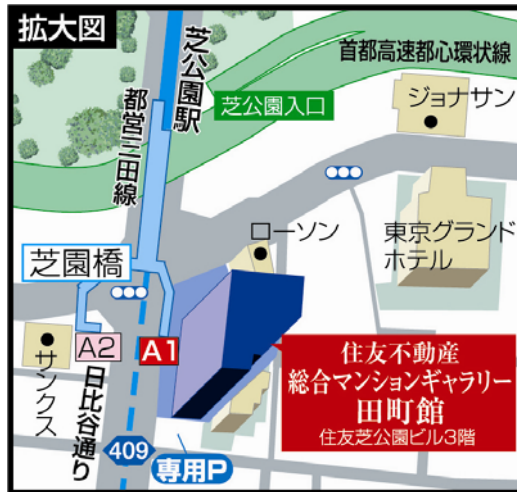 拡大図
首都高速都心環状線
芝公園駅
都営三田線
芝公園入口
ジョナサン
ローソン
東京グランド
ホテル
芝園橋
サンクス
A2
A1
日比谷通り
409
専用P
住友不動産
総合マンションギャラリー
田町館
住友芝公園ビル3階